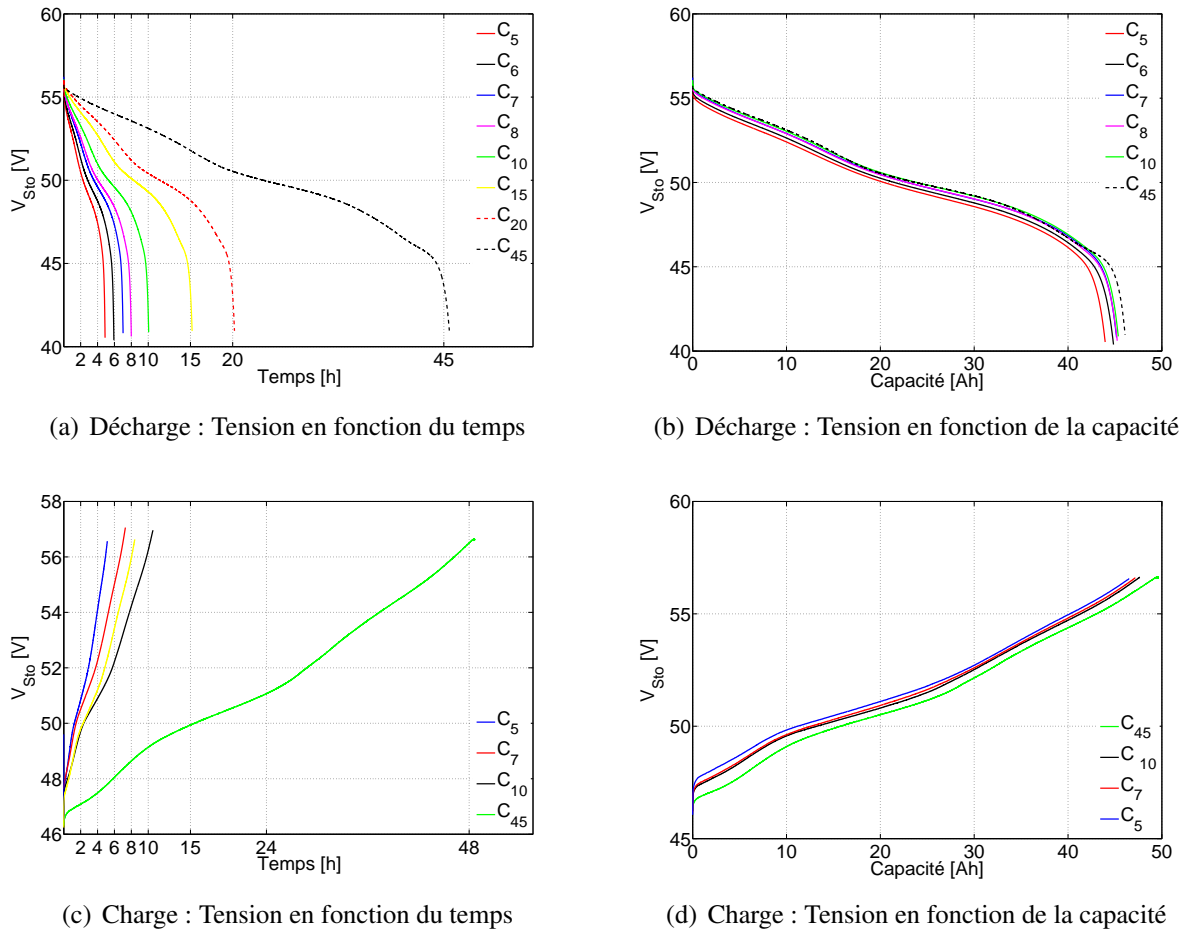 60
55
50
45
40
V_Sto [V]
2 4 6 8 10 15 20 45
Temps [h]
C_5
C_6
C_7
C_8
C_10
C_15
C_20
C_45
(a) Décharge : Tension en fonction du temps
60
55
50
45
40
V_Sto [V]
0 10 20 30 40 50
Capacité [Ah]
C_5
C_6
C_7
C_8
C_10
C_45
(b) Décharge : Tension en fonction de la capacité
58
56
54
52
50
48
46
V_Sto [V]
2 4 6 8 10 15 24 48
Temps [h]
C_5
C_7
C_10
C_45
(c) Charge : Tension en fonction du temps
60
55
50
45
V_Sto [V]
0 10 20 30 40 50
Capacité [Ah]
C_45
C_10
C_7
C_5
(d) Charge : Tension en fonction de la capacité